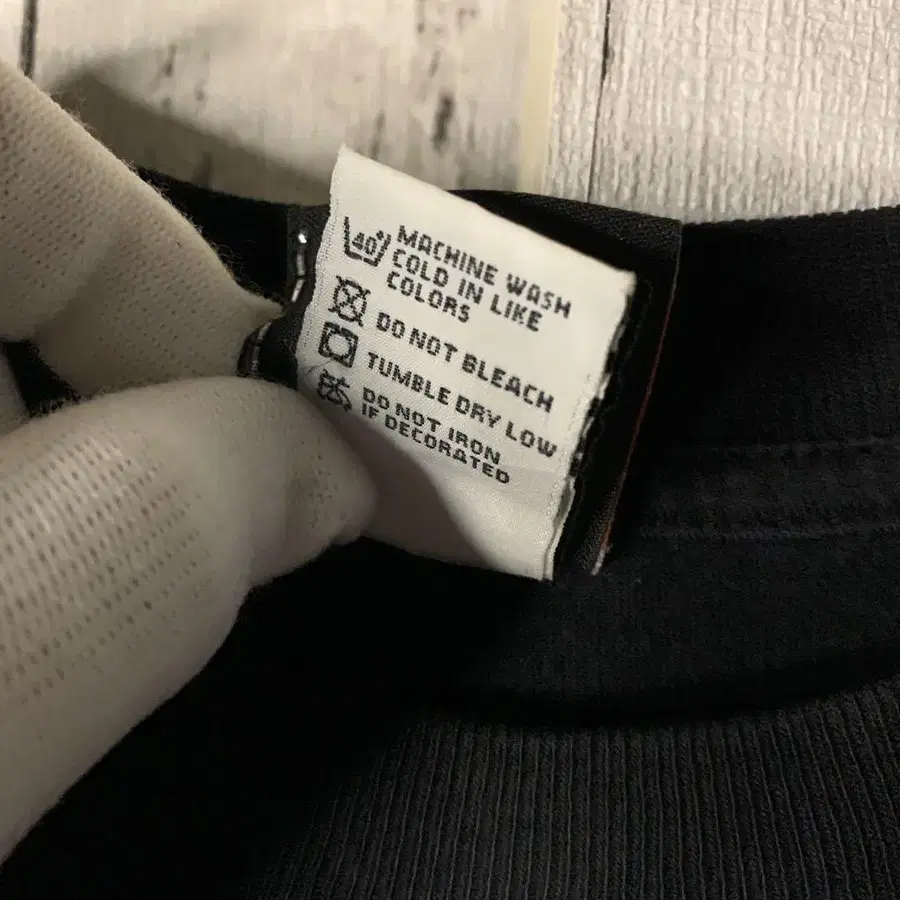 40°
MACHINE WASH
COLD IN LIKE
COLORS
DO NOT BLEACH
TUMBLE DRY LOW
DO NOT IRON
IF DECORATED